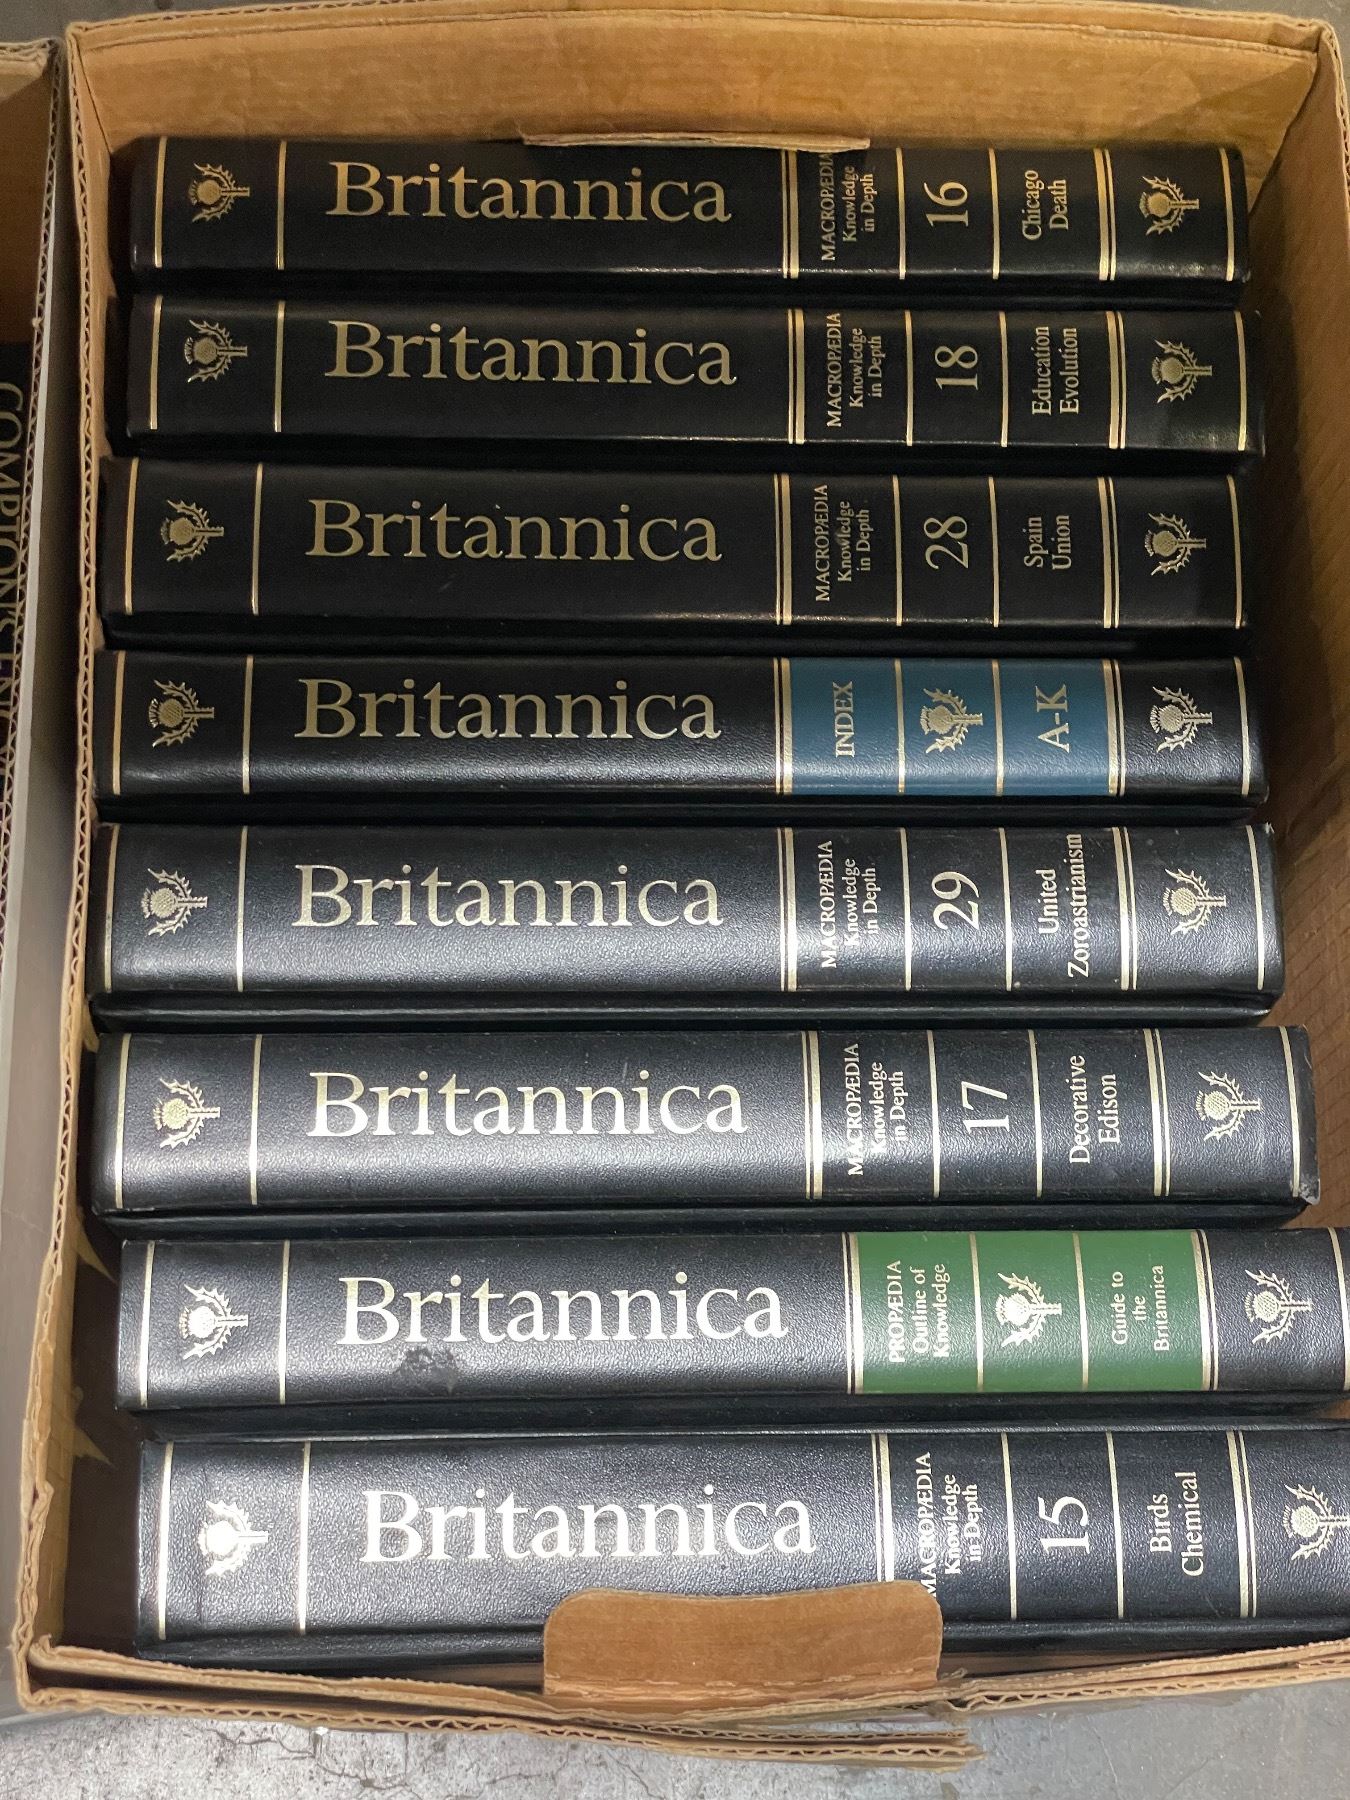 Britannica
MACROPÆDIA
Knowledge
in Depth
16
Chicago
Death
Britannica
MACROPÆDIA
Knowledge
in Depth
18
Education
Evolution
Britannica
MACROPÆDIA
Knowledge
in Depth
28
Spain
Union
Britannica
INDEX
A-K
Britannica
MACROPÆDIA
Knowledge
in Depth
29
United
Zoroastrianism
Britannica
MACROPÆDIA
Knowledge
in Depth
17
Decorative
Edison
Britannica
PROPÆDIA
Outline of
Knowledge
Guide to
the
Britannica
Britannica
MACROPÆDIA
Knowledge
in Depth
15
Birds
Chemical